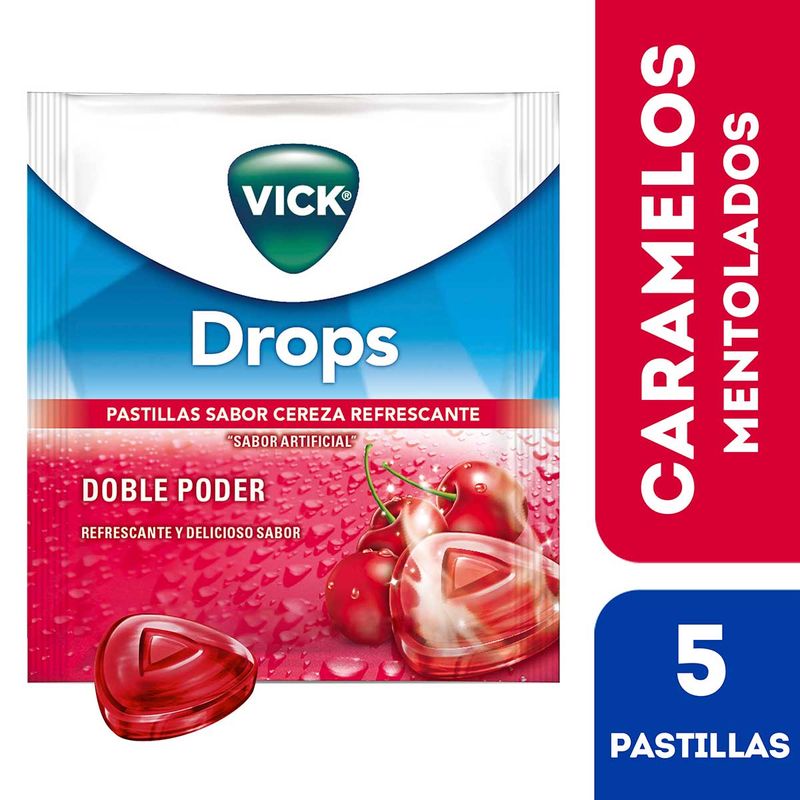 VICK®
Drops
PASTILLAS SABOR CEREZA REFRESCANTE
"SABOR ARTIFICIAL"
DOBLE PODER
REFRESCANTE Y DELICIOSO SABOR
CARAMELOS
MENTOLADOS
5
PASTILLAS